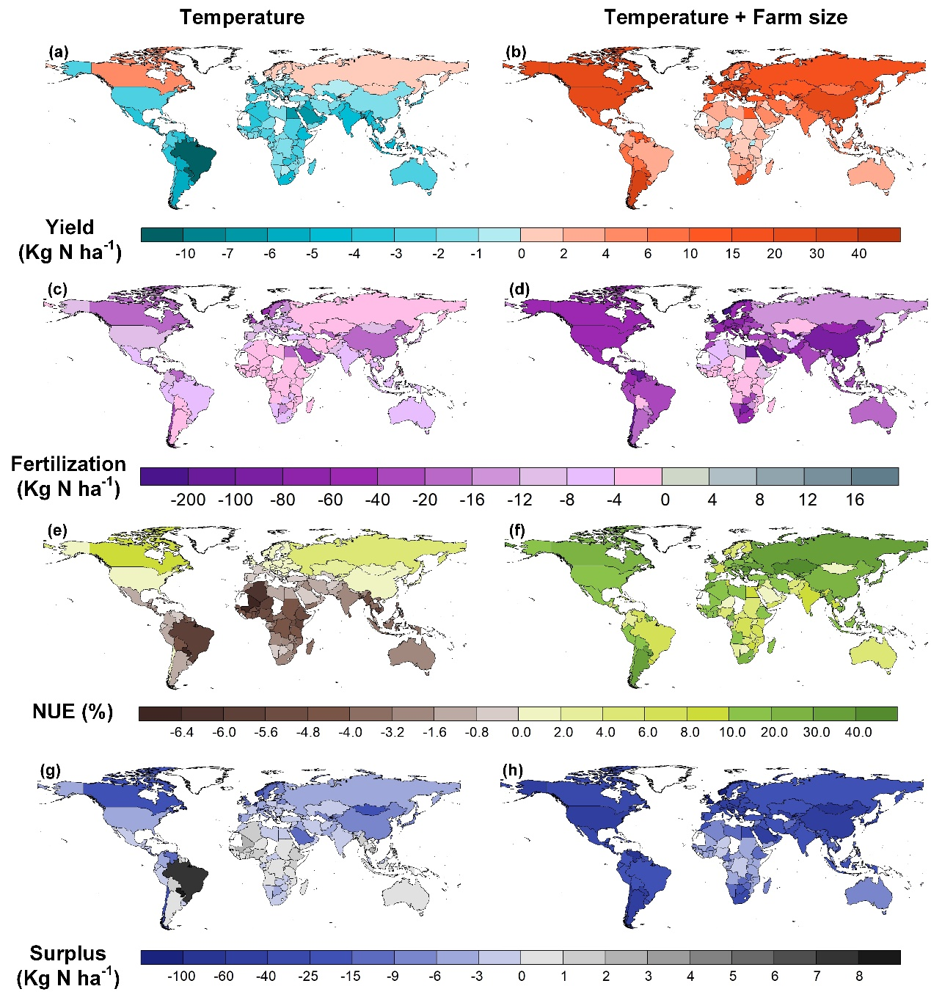 Temperature Temperature + Farm size
(a) (b)
Yield
(Kg N ha-1)
-10 -7 -6 -5 -4 -3 -2 -1 0 2 4 6 10 15 20 30 40
(c) (d)
Fertilization
(Kg N ha-1)
-200 -100 -80 -60 -40 -20 -16 -12 -8 -4 0 4 8 12 16
(e) (f)
NUE (%)
-6.4 -6.0 -5.6 -4.8 -4.0 -3.2 -1.6 -0.8 0.0 2.0 4.0 6.0 8.0 10.0 20.0 30.0 40.0
(g) (h)
Surplus
(Kg N ha-1)
-100 -60 -40 -25 -15 -9 -6 -3 0 1 2 3 4 5 6 7 8